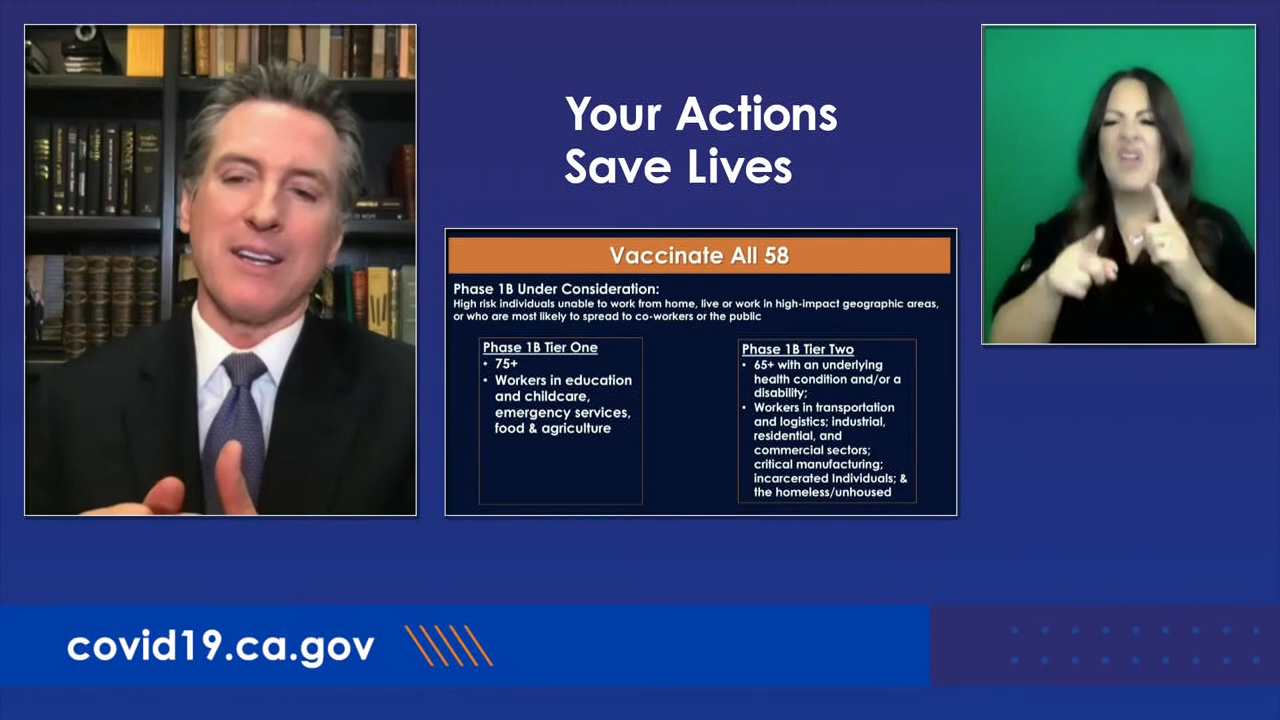 Your Actions
Save Lives
Vaccinate All 58
Phase 1B Under Consideration:
High risk individuals unable to work from home, live or work in high-impact geographic areas,
or who are most likely to spread to co-workers or the public
Phase 1B Tier One
• 75+
• Workers in education
and childcare,
emergency services,
food & agriculture
Phase 1B Tier Two
• 65+ with an underlying
health condition and/or a
disability;
• Workers in transportation
and logistics; industrial,
residential, and
commercial sectors;
critical manufacturing;
incarcerated Individuals; &
the homeless/unhoused
MONEY
covid19.ca.gov